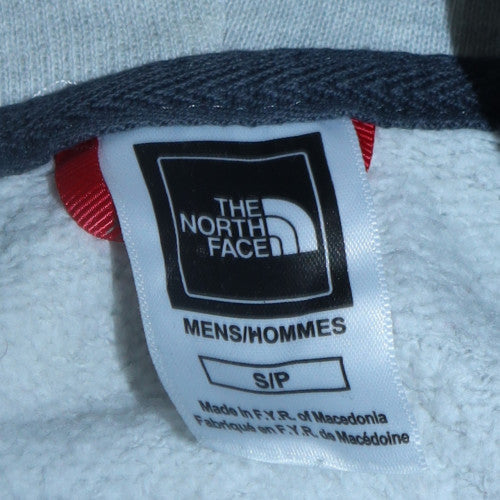 THE
NORTH
FACE
MENS/HOMMES
S/P
Made in F.Y.R. of Macedonia
Fabriqué en F.Y.R. de Macédoine